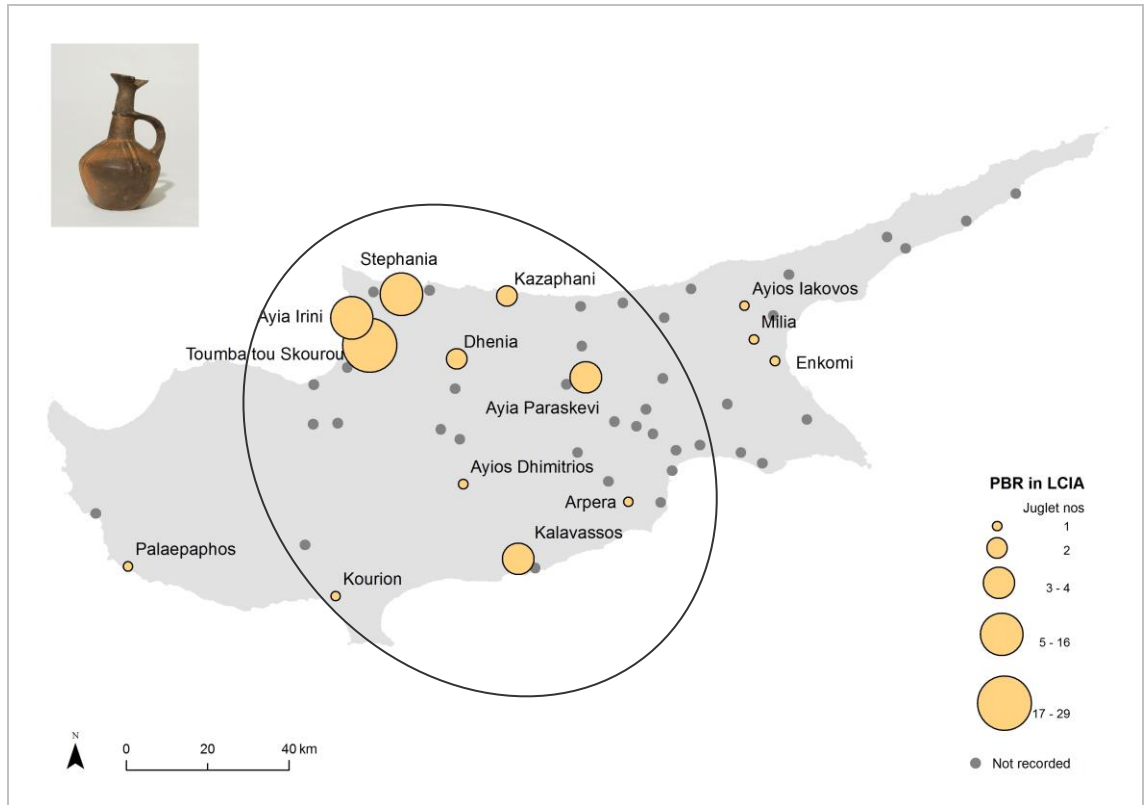 Stephania
Kazaphani
Ayios Iakovos
Ayia Irini
Milia
Dhenia
Toumba tou Skourou
Enkomi
Ayia Paraskevi
Ayios Dhimitrios
Arpera
Kalavassos
Palaepaphos
Kourion
PBR in LCIA
Juglet nos
1
2
3 - 4
5 - 16
17 - 29
Not recorded
N
0 20 40 km